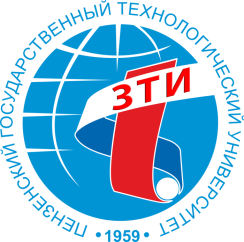 ПЕНЗЕНСКИЙ ГОСУДАРСТВЕННЫЙ ТЕХНОЛОГИЧЕСКИЙ УНИВЕРСИТЕТ
ЗТИ
• 1959 •